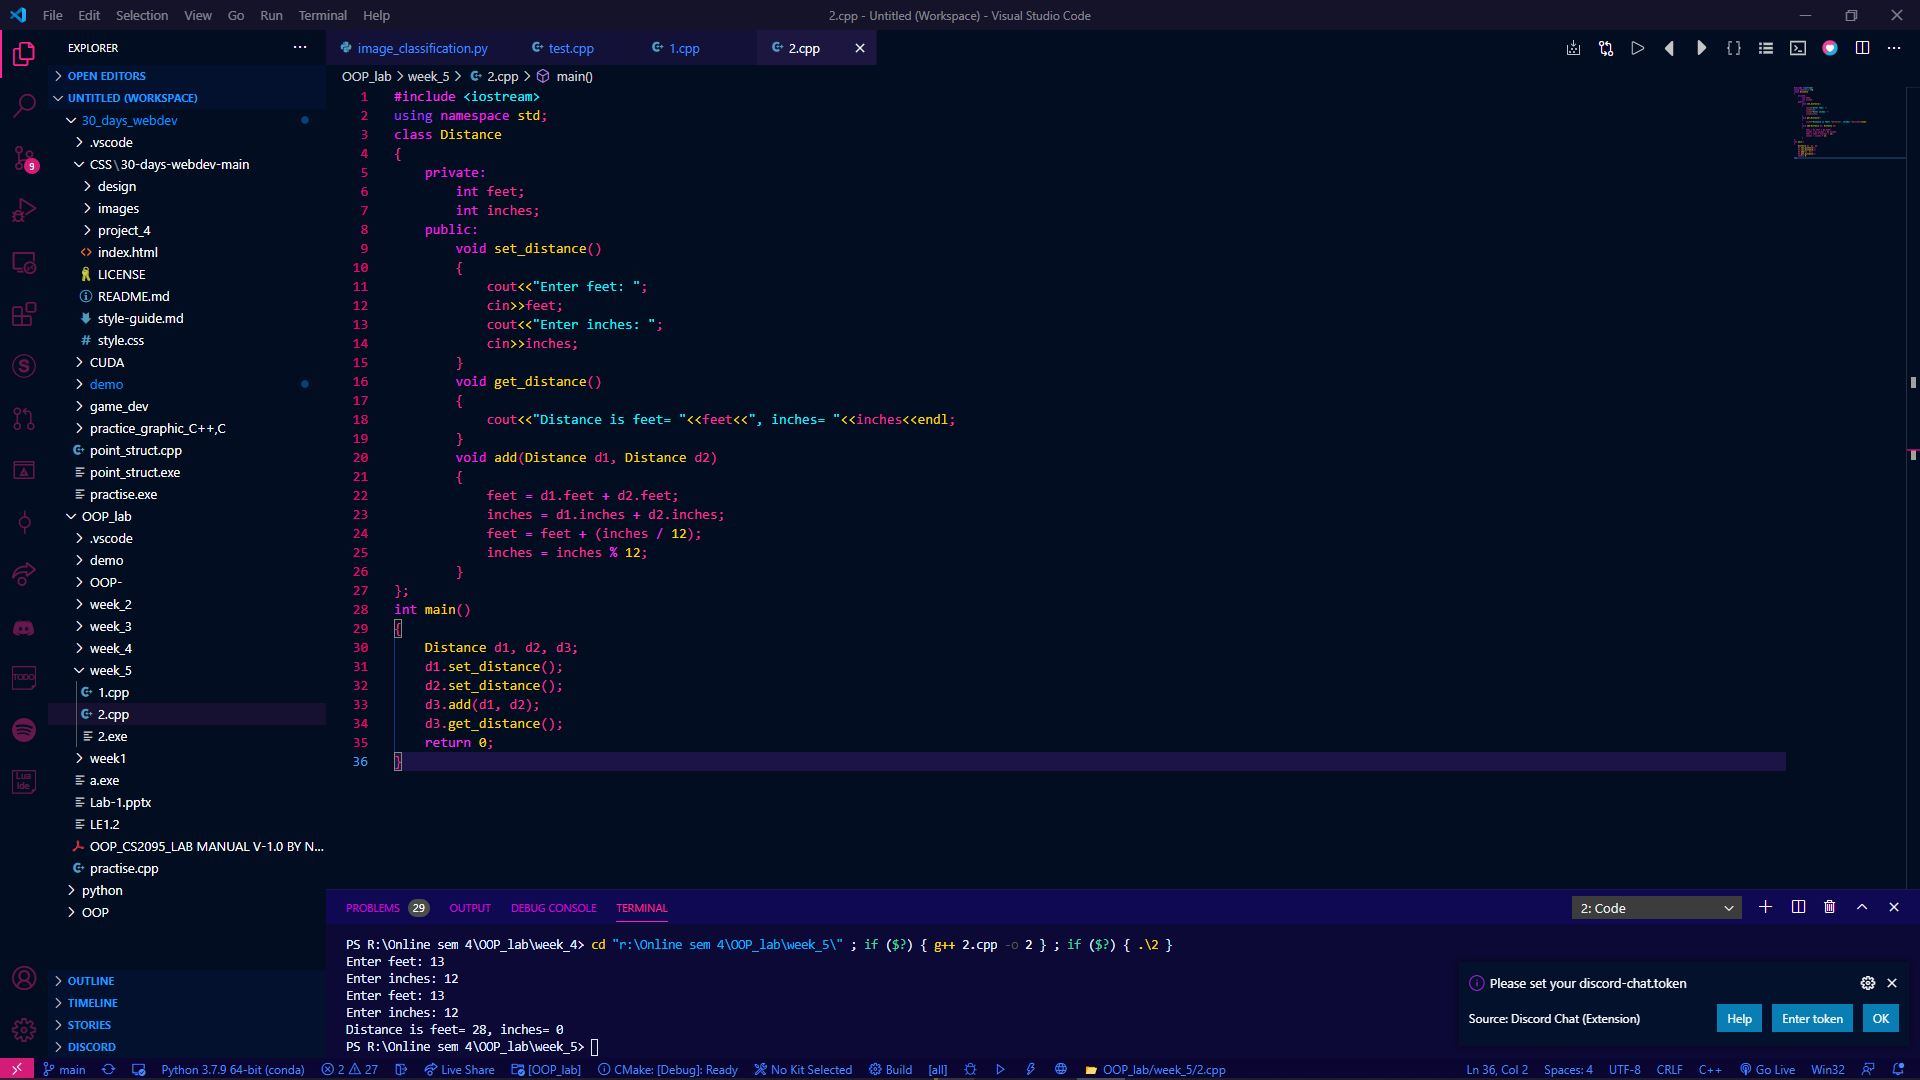 File Edit Selection View Go Run Terminal Help
2.cpp - Untitled (Workspace) - Visual Studio Code
EXPLORER
OPEN EDITORS
UNTITLED (WORKSPACE)
30_days_webdev
.vscode
CSS\30-days-webdev-main
design
images
project_4
index.html
LICENSE
README.md
style-guide.md
style.css
CUDA
demo
game_dev
practice_graphic_C++,C
point_struct.cpp
point_struct.exe
practise.exe
OOP_lab
.vscode
demo
OOP-
week_2
week_3
week_4
week_5
1.cpp
2.cpp
2.exe
week1
a.exe
Lab-1.pptx
LE1.2
OOP_CS2095_LAB MANUAL V-1.0 BY N...
practise.cpp
python
OOP
OUTLINE
TIMELINE
STORIES
DISCORD
9
TODO
Lua
Ide
image_classification.py test.cpp 1.cpp 2.cpp
OOP_lab > week_5 > 2.cpp > main()
1 #include <iostream>
2 using namespace std;
3 class Distance
4 {
5 private:
6 int feet;
7 int inches;
8 public:
9 void set_distance()
10 {
11 cout<<"Enter feet: ";
12 cin>>feet;
13 cout<<"Enter inches: ";
14 cin>>inches;
15 }
16 void get_distance()
17 {
18 cout<<"Distance is feet= "<<feet<<", inches= "<<inches<<endl;
19 }
20 void add(Distance d1, Distance d2)
21 {
22 feet = d1.feet + d2.feet;
23 inches = d1.inches + d2.inches;
24 feet = feet + (inches / 12);
25 inches = inches % 12;
26 }
27 };
28 int main()
29 {
30 Distance d1, d2, d3;
31 d1.set_distance();
32 d2.set_distance();
33 d3.add(d1, d2);
34 d3.get_distance();
35 return 0;
36 }
PROBLEMS 29 OUTPUT DEBUG CONSOLE TERMINAL
2: Code
PS R:\Online sem 4\OOP_lab\week_4> cd "r:\Online sem 4\OOP_lab\week_5\" ; if ($?) { g++ 2.cpp -o 2 } ; if ($?) { .\2 }
Enter feet: 13
Enter inches: 12
Enter feet: 13
Enter inches: 12
Distance is feet= 28, inches= 0
PS R:\Online sem 4\OOP_lab\week_5>
Please set your discord-chat.token
Source: Discord Chat (Extension)
Help Enter token OK
main Python 3.7.9 64-bit (conda) 2 27 Live Share [OOP_lab] CMake: [Debug]: Ready No Kit Selected Build [all] OOP_lab/week_5/2.cpp Ln 36, Col 2 Spaces: 4 UTF-8 CRLF C++ Go Live Win32